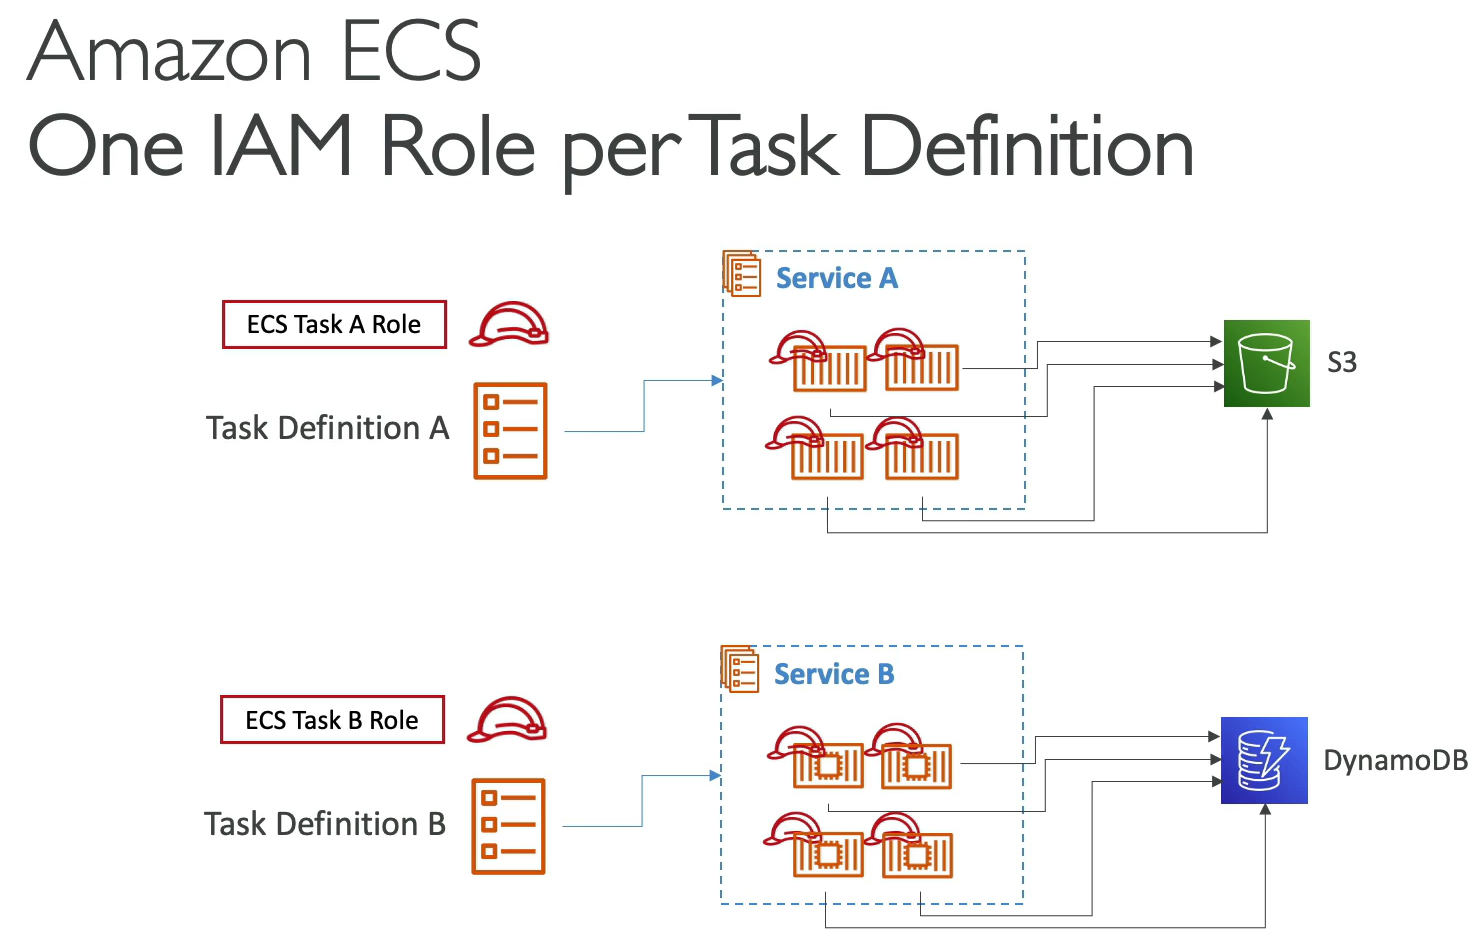 Amazon ECS
One IAM Role per Task Definition
Service A
ECS Task A Role
S3
Task Definition A
Service B
ECS Task B Role
DynamoDB
Task Definition B